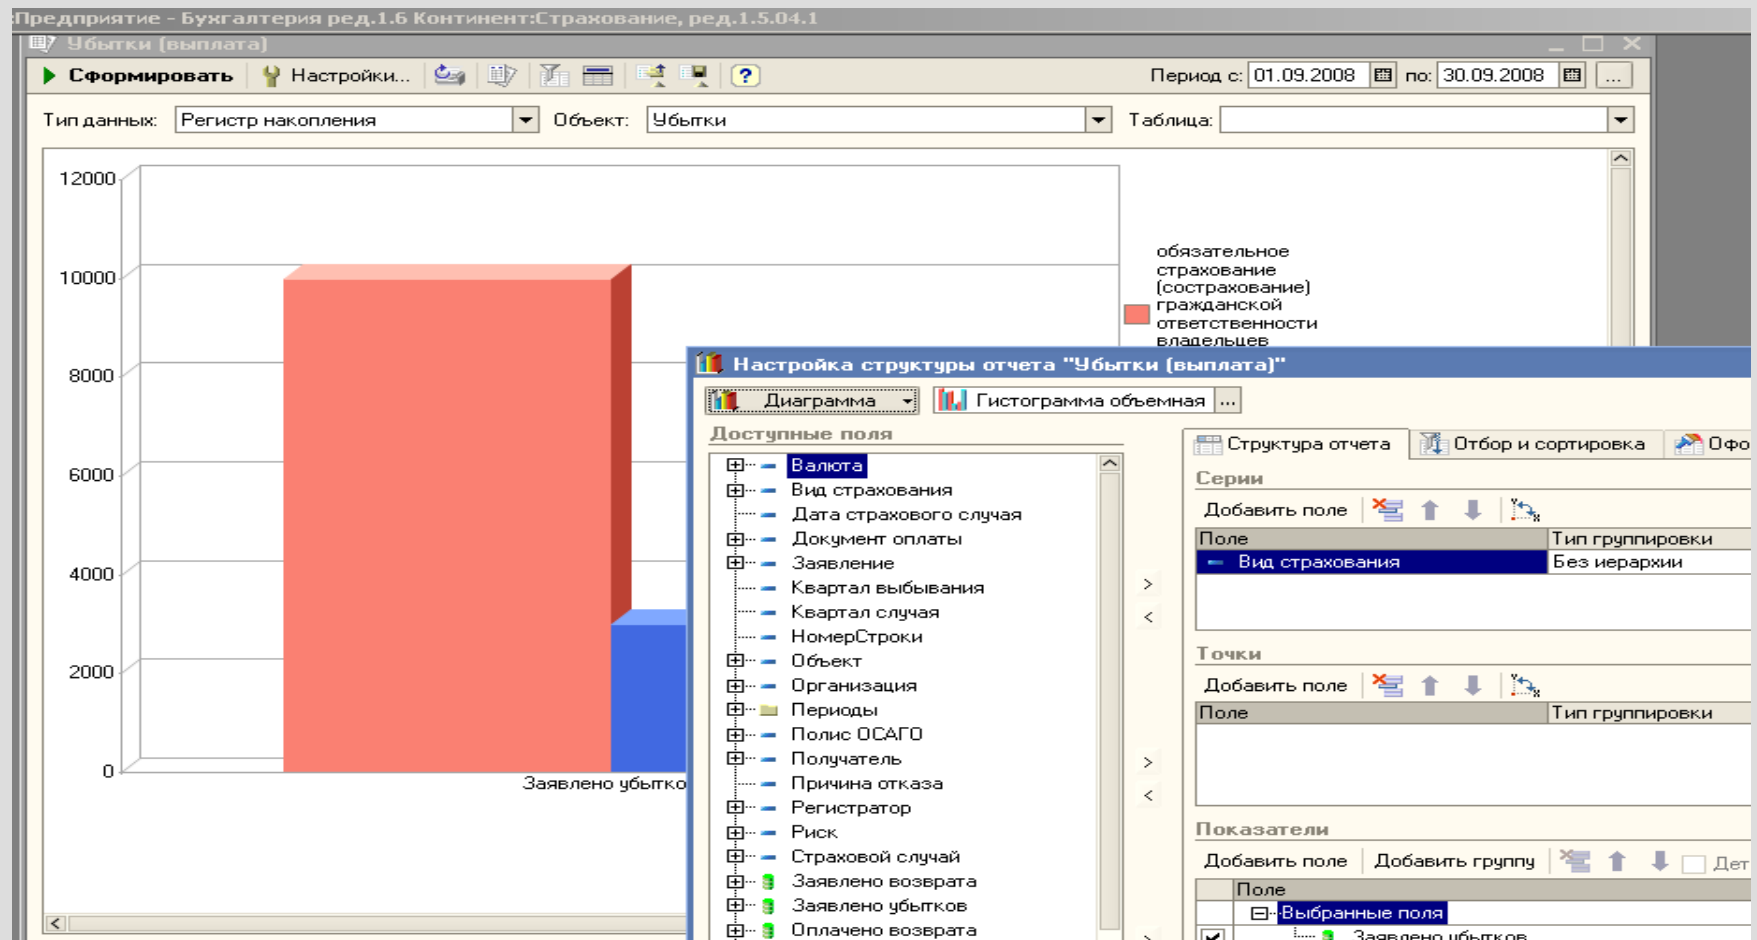 :Предприятие - Бухгалтерия ред.1.6 Континент:Страхование, ред.1.5.04.1
Убытки (выплата)
Сформировать Настройки... Период с: 01.09.2008 по: 30.09.2008 ...
Тип данных: Регистр накопления Объект: Убытки Таблица:
12000
10000
8000
6000
4000
2000
0
Заявлено убытко
обязательное
страхование
(сострахование)
гражданской
ответственности
владельцев
Настройка структуры отчета "Убытки (выплата)"
Диаграмма Гистограмма объемная ...
Доступные поля
Валюта
Вид страхования
Дата страхового случая
Документ оплаты
Заявление
Квартал выбывания
Квартал случая
НомерСтроки
Объект
Организация
Периоды
Полис ОСАГО
Получатель
Причина отказа
Регистратор
Риск
Страховой случай
Заявлено возврата
Заявлено убытков
Оплачено возврата
> 
<
>
<
Структура отчета Отбор и сортировка Офо
Серии
Добавить поле
Поле Тип группировки
Вид страхования Без иерархии
Точки
Добавить поле
Поле Тип группировки
Показатели
Добавить поле Добавить группу Дет
Поле
Выбранные поля
Заявлено убытков